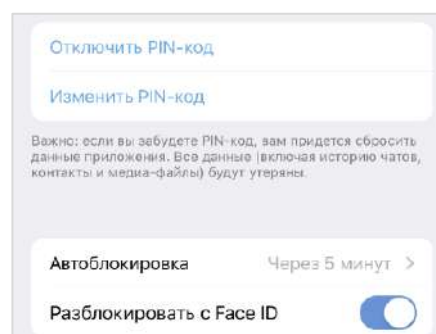 Отключить PIN-код
Изменить PIN-код
Важно: если вы забудете PIN-код, вам придется сбросить
данные приложения. Все данные (включая историю чатов,
контакты и медиа-файлы) будут утеряны.
Автоблокировка Через 5 минут >
Разблокировать с Face ID